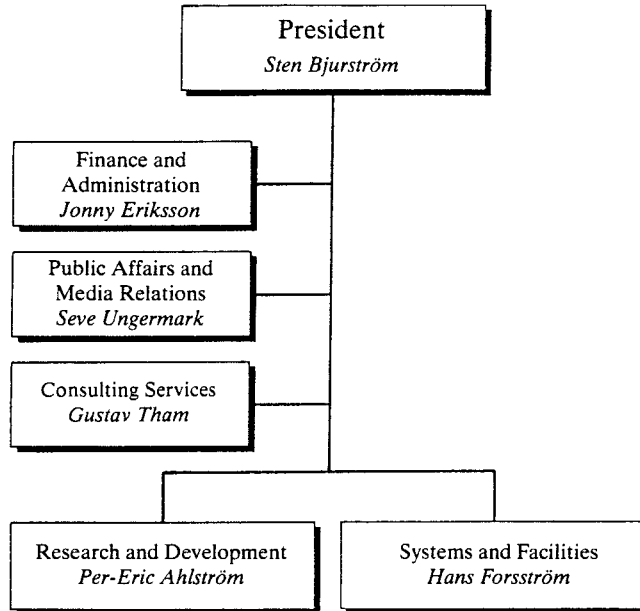 President
Sten Bjurström
Finance and
Administration
Jonny Eriksson
Public Affairs and
Media Relations
Seve Ungermark
Consulting Services
Gustav Tham
Research and Development
Per-Eric Ahlström
Systems and Facilities
Hans Forsström